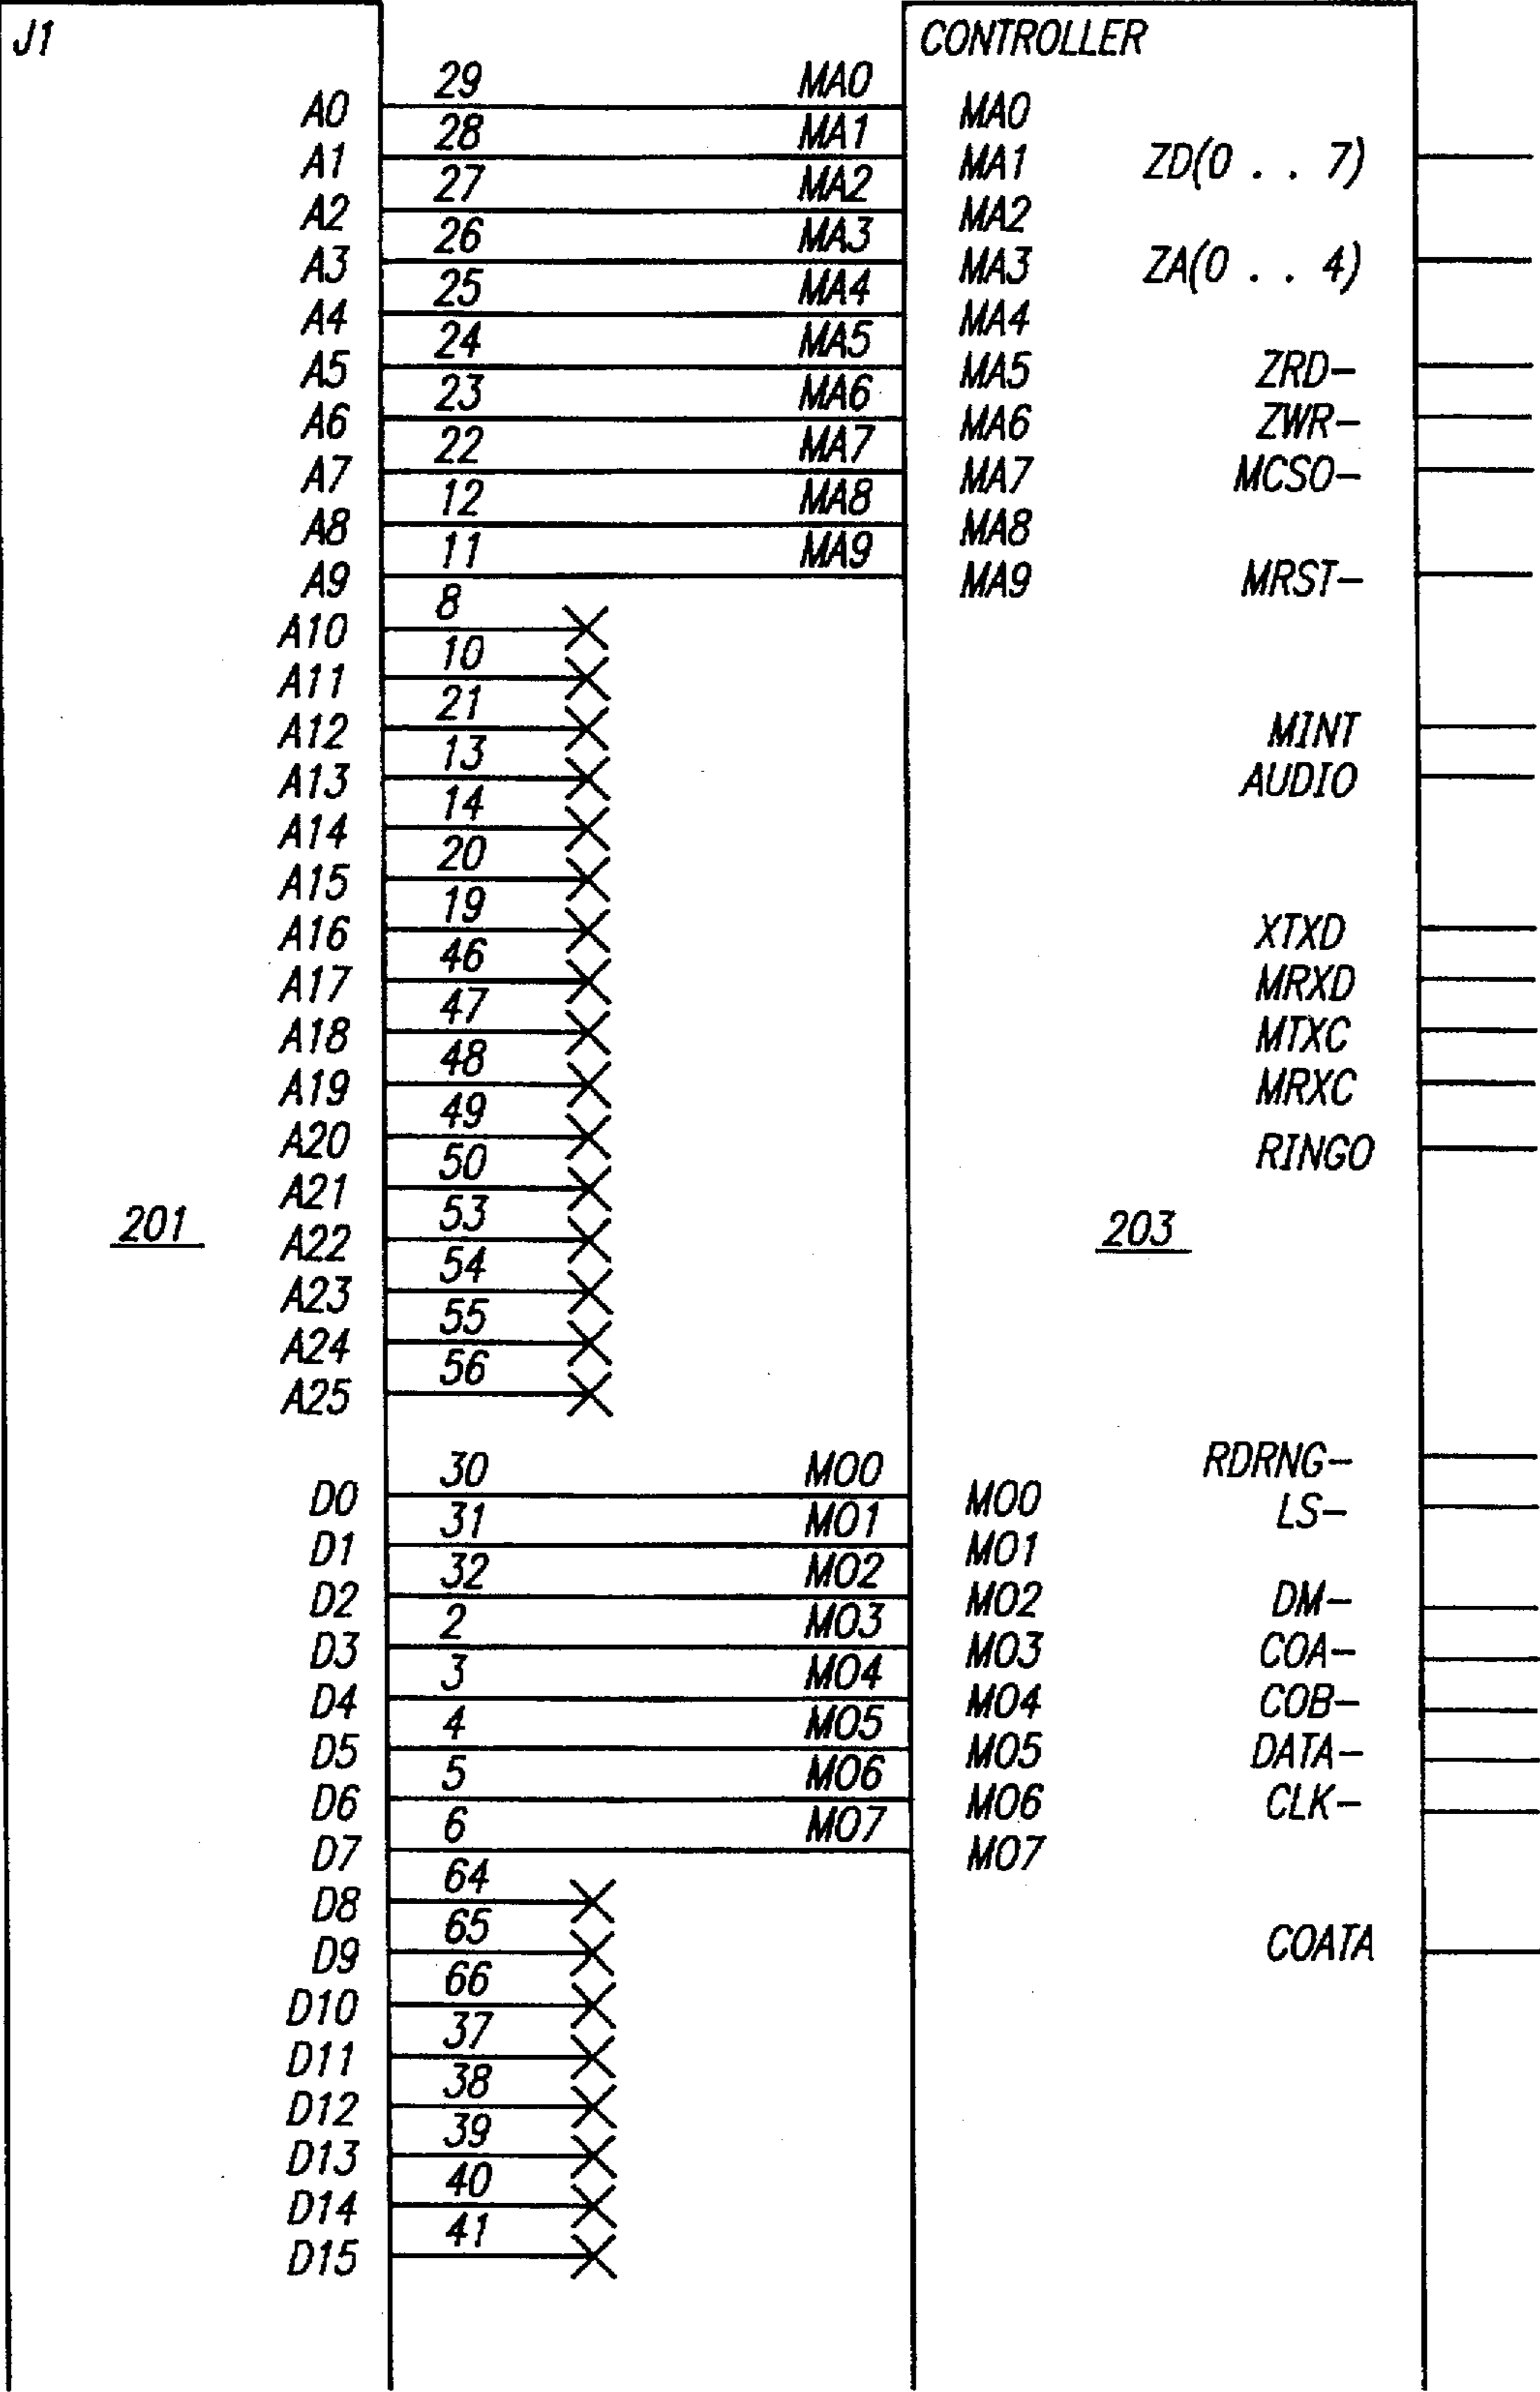 J1
CONTROLLER
29 MA0
A0 MA0
28 MA1
A1 MA1 ZD(0 . . 7)
27 MA2
A2 MA2
26 MA3
A3 MA3 ZA(0 . . 4)
25 MA4
A4 MA4
24 MA5
A5 MA5 ZRD-
23 MA6
A6 MA6 ZWR-
22 MA7
A7 MA7 MCSO-
12 MA8
A8 MA8
11 MA9
A9 MA9 MRST-
8
A10
10
A11
21
A12 MINT
13
A13 AUDIO
14
A14
20
A15
19
A16 XTXD
46
A17 MRXD
47
A18 MTXC
48
A19 MRXC
49
A20 RINGO
50
A21
201 203
53
A22
54
A23
55
A24
56
A25
30 MO0 RDRNG-
D0 MO0 LS-
31 MO1
D1 MO1
32 MO2
D2 MO2 DM-
2 MO3
D3 MO3 COA-
3 MO4
D4 MO4 COB-
4 MO5
D5 MO5 DATA-
5 MO6
D6 MO6 CLK-
6 MO7
D7 MO7
64
D8
65
D9 COATA
66
D10
37
D11
38
D12
39
D13
40
D14
41
D15